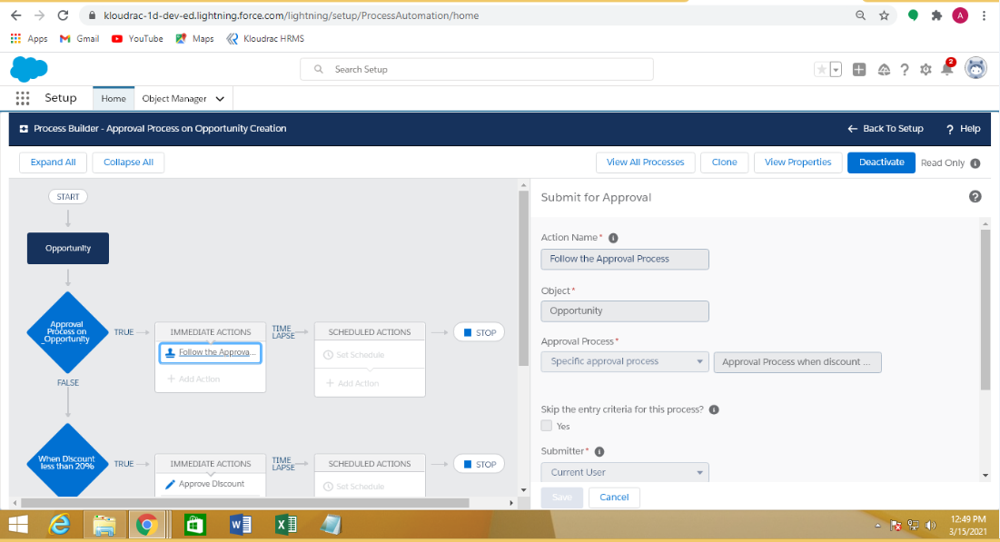 kloudrac-1d-dev-ed.lightning.force.com/lightning/setup/ProcessAutomation/home
A
Apps Gmail YouTube Maps Kloudrac HRMS
Search Setup
2
Setup Home Object Manager
Process Builder - Approval Process on Opportunity Creation
Back To Setup ? Help
Expand All Collapse All View All Processes Clone View Properties Deactivate Read Only
START
Opportunity
Approval
Process on
Opportunity
TRUE
IMMEDIATE ACTIONS
Follow the Approva...
+ Add Action
TIME
LAPSE
SCHEDULED ACTIONS
Set Schedule
+ Add Action
STOP
FALSE
When Discount
less than 20%
TRUE
IMMEDIATE ACTIONS
Approve Discount
TIME
LAPSE
SCHEDULED ACTIONS
Set Schedule
STOP
Submit for Approval
Action Name*
Follow the Approval Process
Object*
Opportunity
Approval Process*
Specific approval process Approval Process when discount ...
Skip the entry criteria for this process?
Yes
Submitter*
Current User
Save Cancel
12:49 PM
3/15/2021